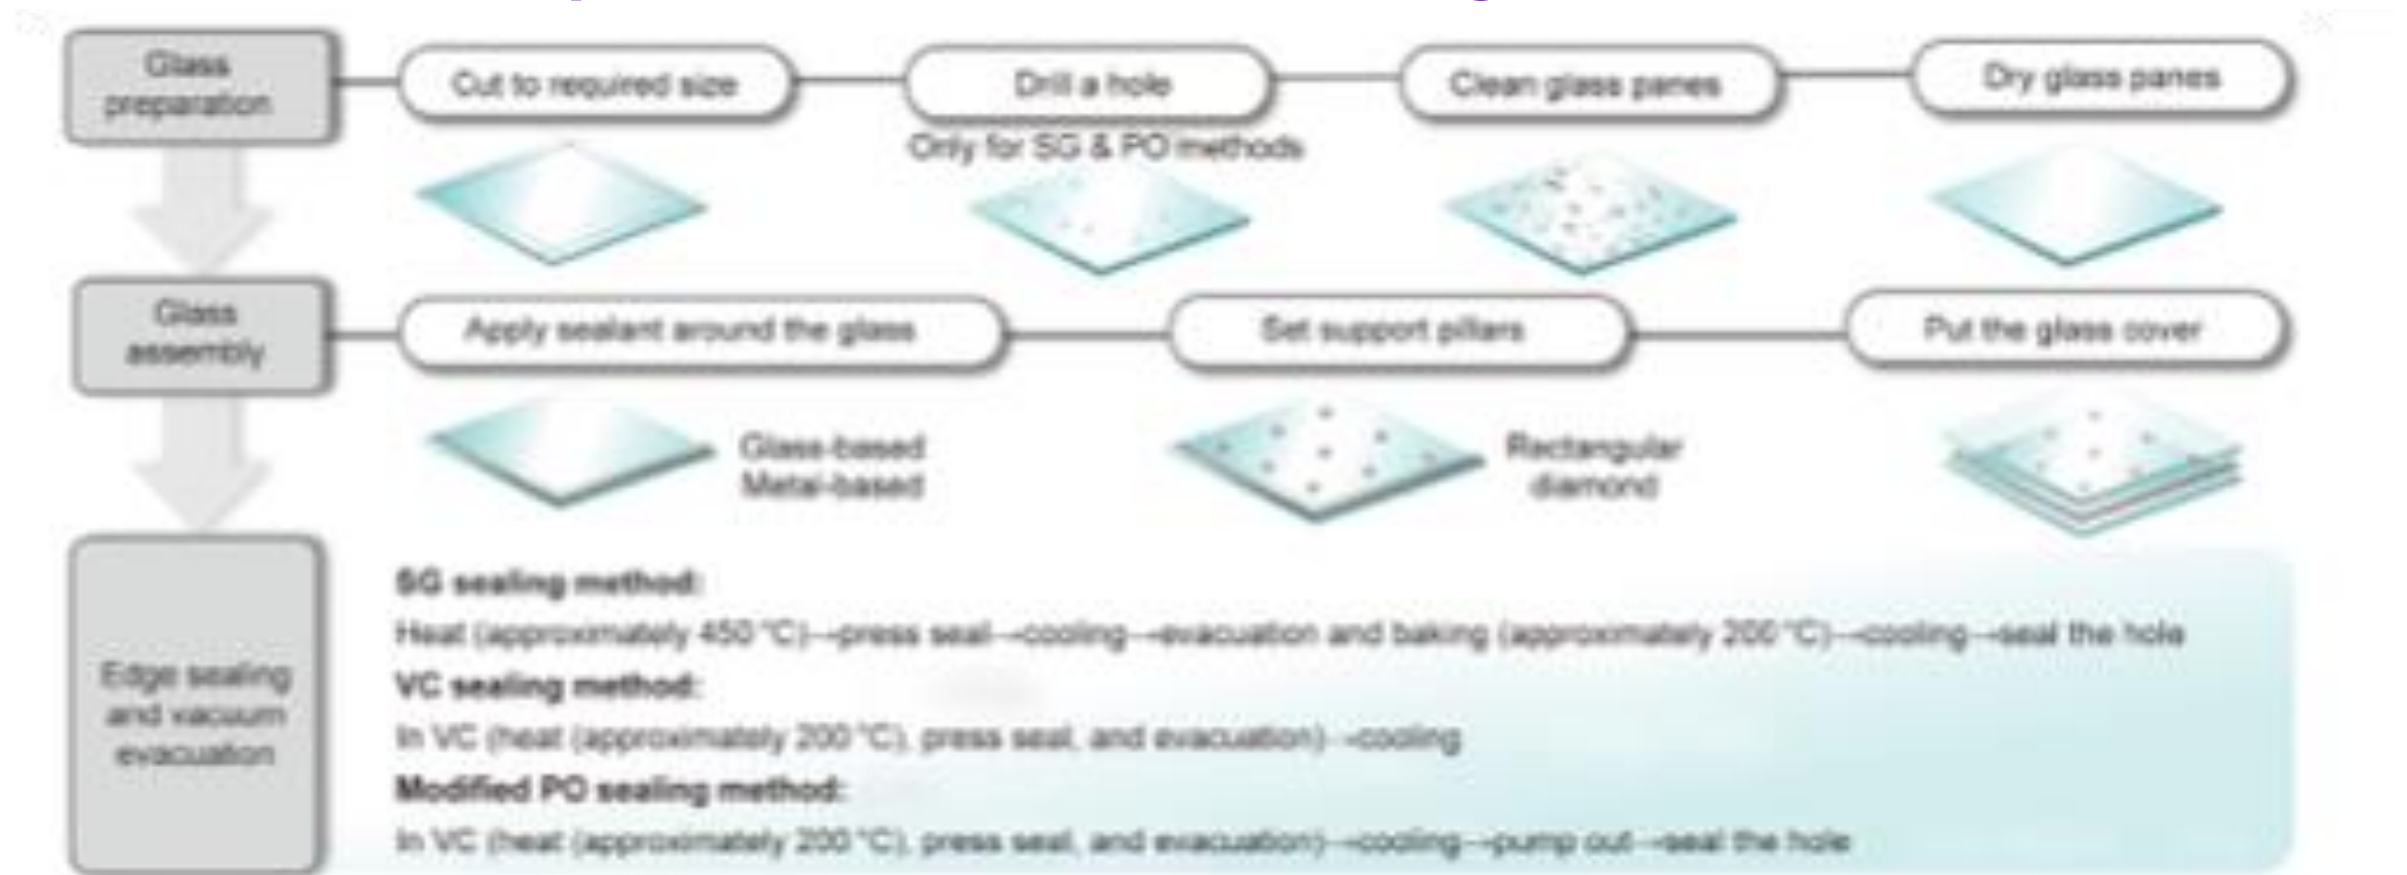 Glass
preparation
Cut to required size
Drill a hole
Clean glass panes
Dry glass panes
Only for SG & PO methods
Glass
assembly
Apply sealant around the glass
Set support pillars
Put the glass cover
Glass-based
Metal-based
Rectangular
diamond
Edge sealing
and vacuum
evacuation
SG sealing method:
Heat (approximately 450 °C)→press seal→cooling→evacuation and baking (approximately 200 °C)→cooling→seal the hole
VC sealing method:
In VC (heat (approximately 200 °C), press seal, and evacuation)→cooling
Modified PO sealing method:
In VC (heat (approximately 200 °C), press seal, and evacuation)→cooling→pump out→seal the hole